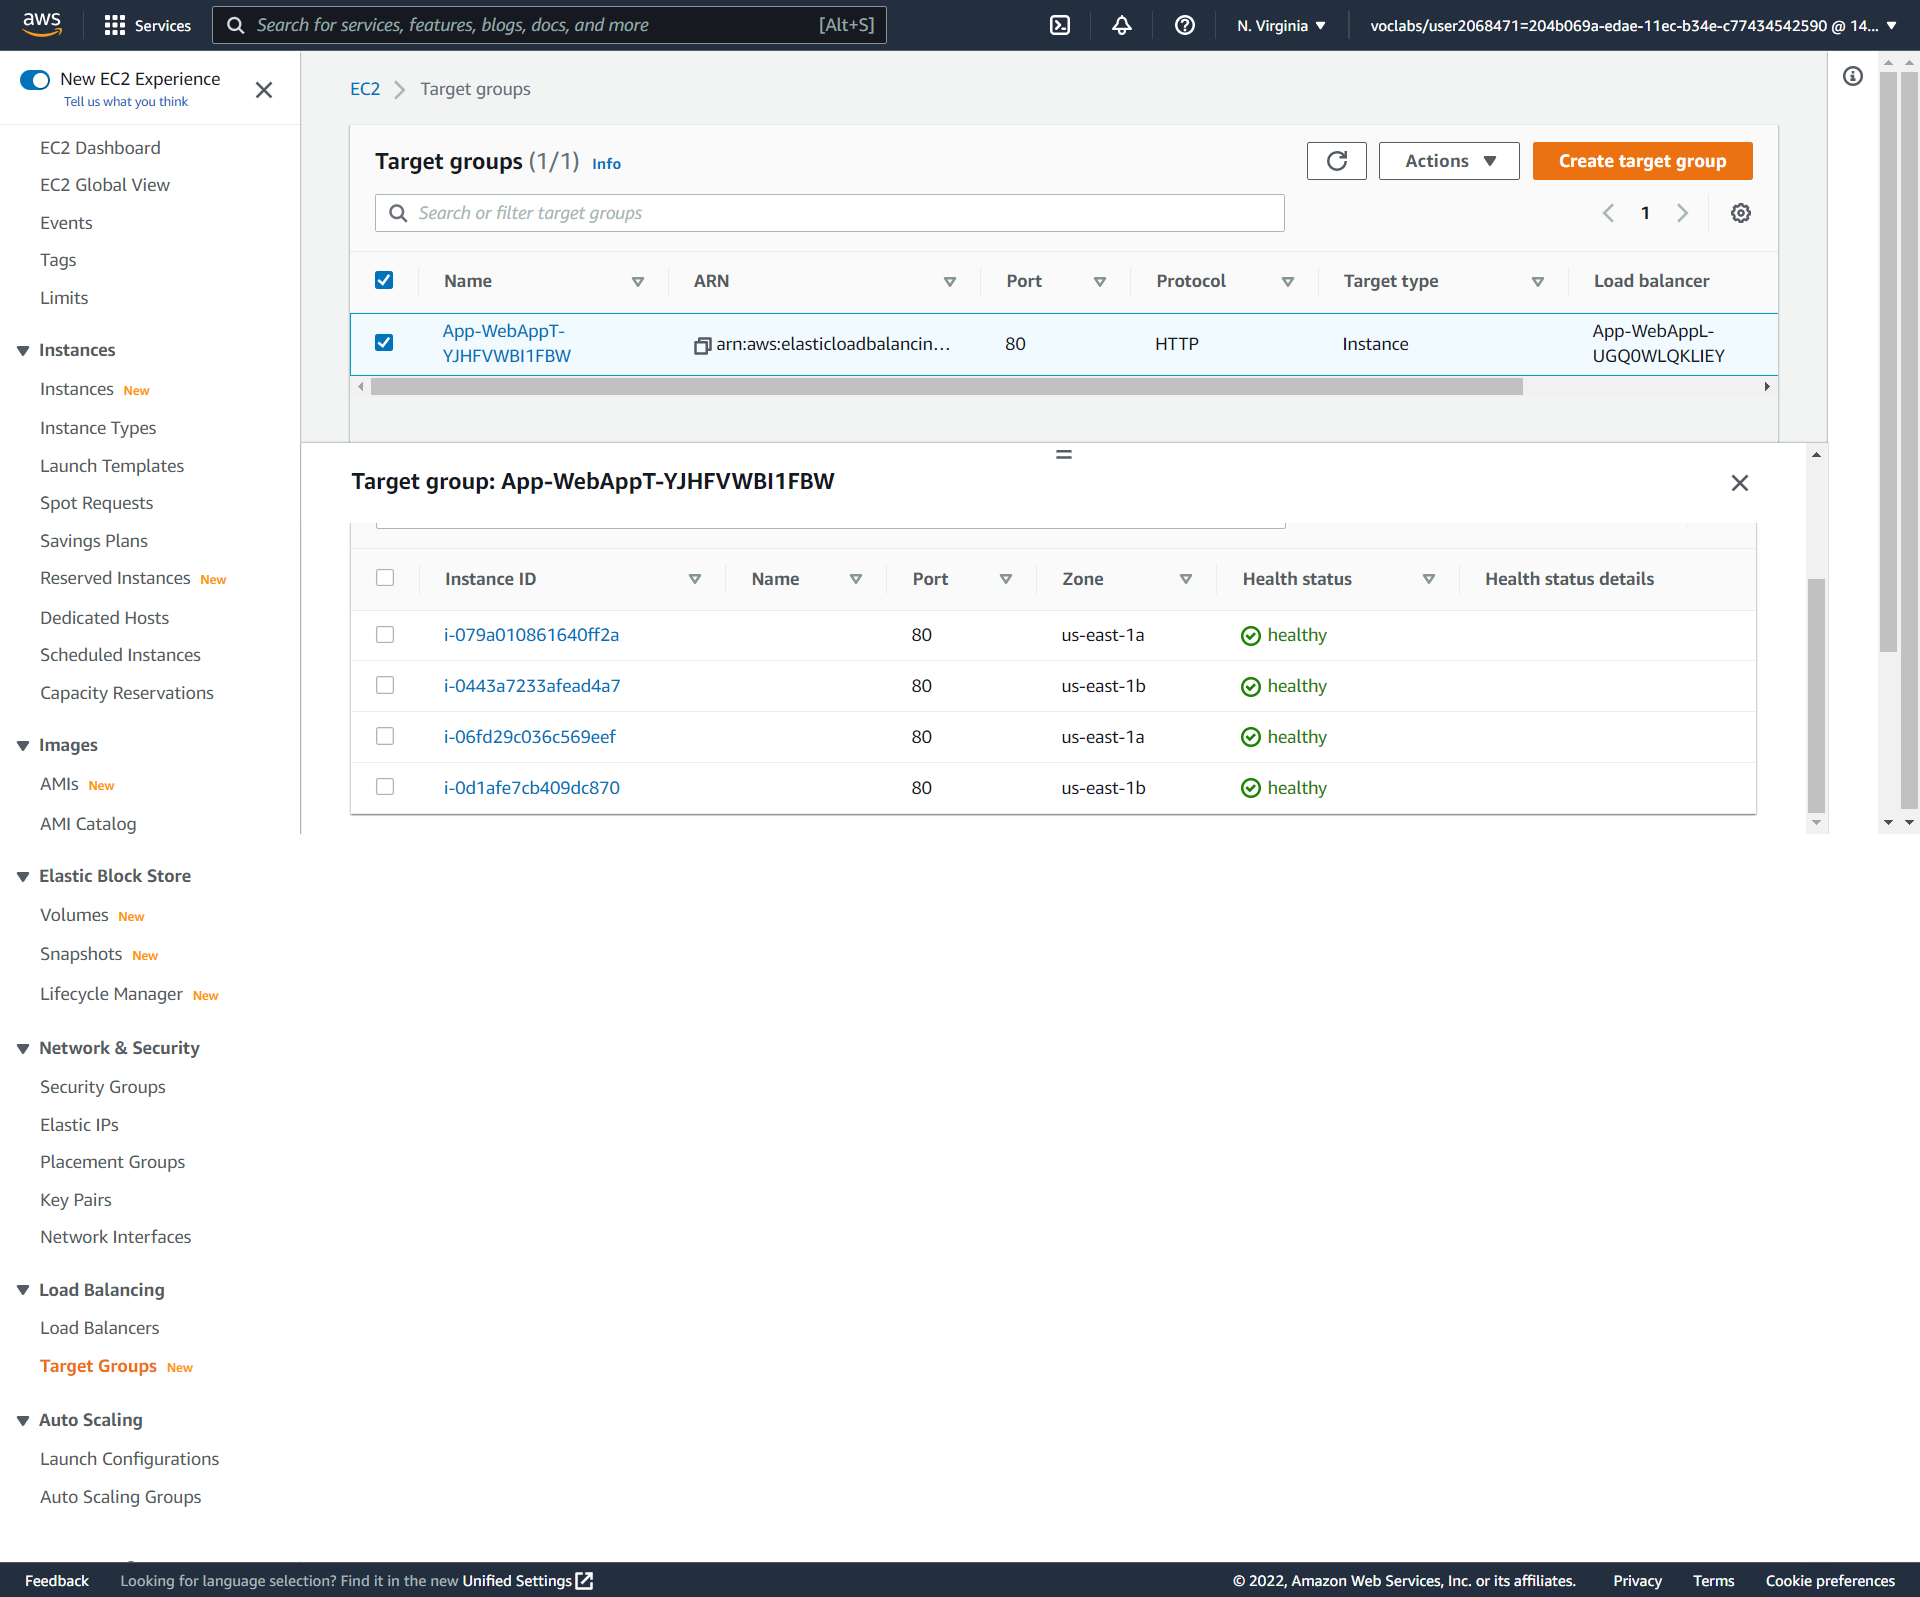 aws
Services
Search for services, features, blogs, docs, and more
[Alt+S]
N. Virginia
voclabs/user2068471=204b069a-edae-11ec-b34e-c77434542590 @ 14...
New EC2 Experience
Tell us what you think
EC2 Dashboard
EC2 Global View
Events
Tags
Limits
Instances
Instances New
Instance Types
Launch Templates
Spot Requests
Savings Plans
Reserved Instances New
Dedicated Hosts
Scheduled Instances
Capacity Reservations
Images
AMIs New
AMI Catalog
Elastic Block Store
Volumes New
Snapshots New
Lifecycle Manager New
Network & Security
Security Groups
Elastic IPs
Placement Groups
Key Pairs
Network Interfaces
Load Balancing
Load Balancers
Target Groups New
Auto Scaling
Launch Configurations
Auto Scaling Groups
EC2 Target groups
Target groups (1/1) Info
Actions
Create target group
Search or filter target groups
1
Name ARN Port Protocol Target type Load balancer
App-WebAppT-
YJHFVWBI1FBW arn:aws:elasticloadbalancin... 80 HTTP Instance App-WebAppL-
UGQ0WLQKLIEY
Target group: App-WebAppT-YJHFVWBI1FBW
Instance ID Name Port Zone Health status Health status details
i-079a010861640ff2a 80 us-east-1a healthy
i-0443a7233afead4a7 80 us-east-1b healthy
i-06fd29c036c569eef 80 us-east-1a healthy
i-0d1afe7cb409dc870 80 us-east-1b healthy
Feedback
Looking for language selection? Find it in the new Unified Settings
© 2022, Amazon Web Services, Inc. or its affiliates.
Privacy
Terms
Cookie preferences